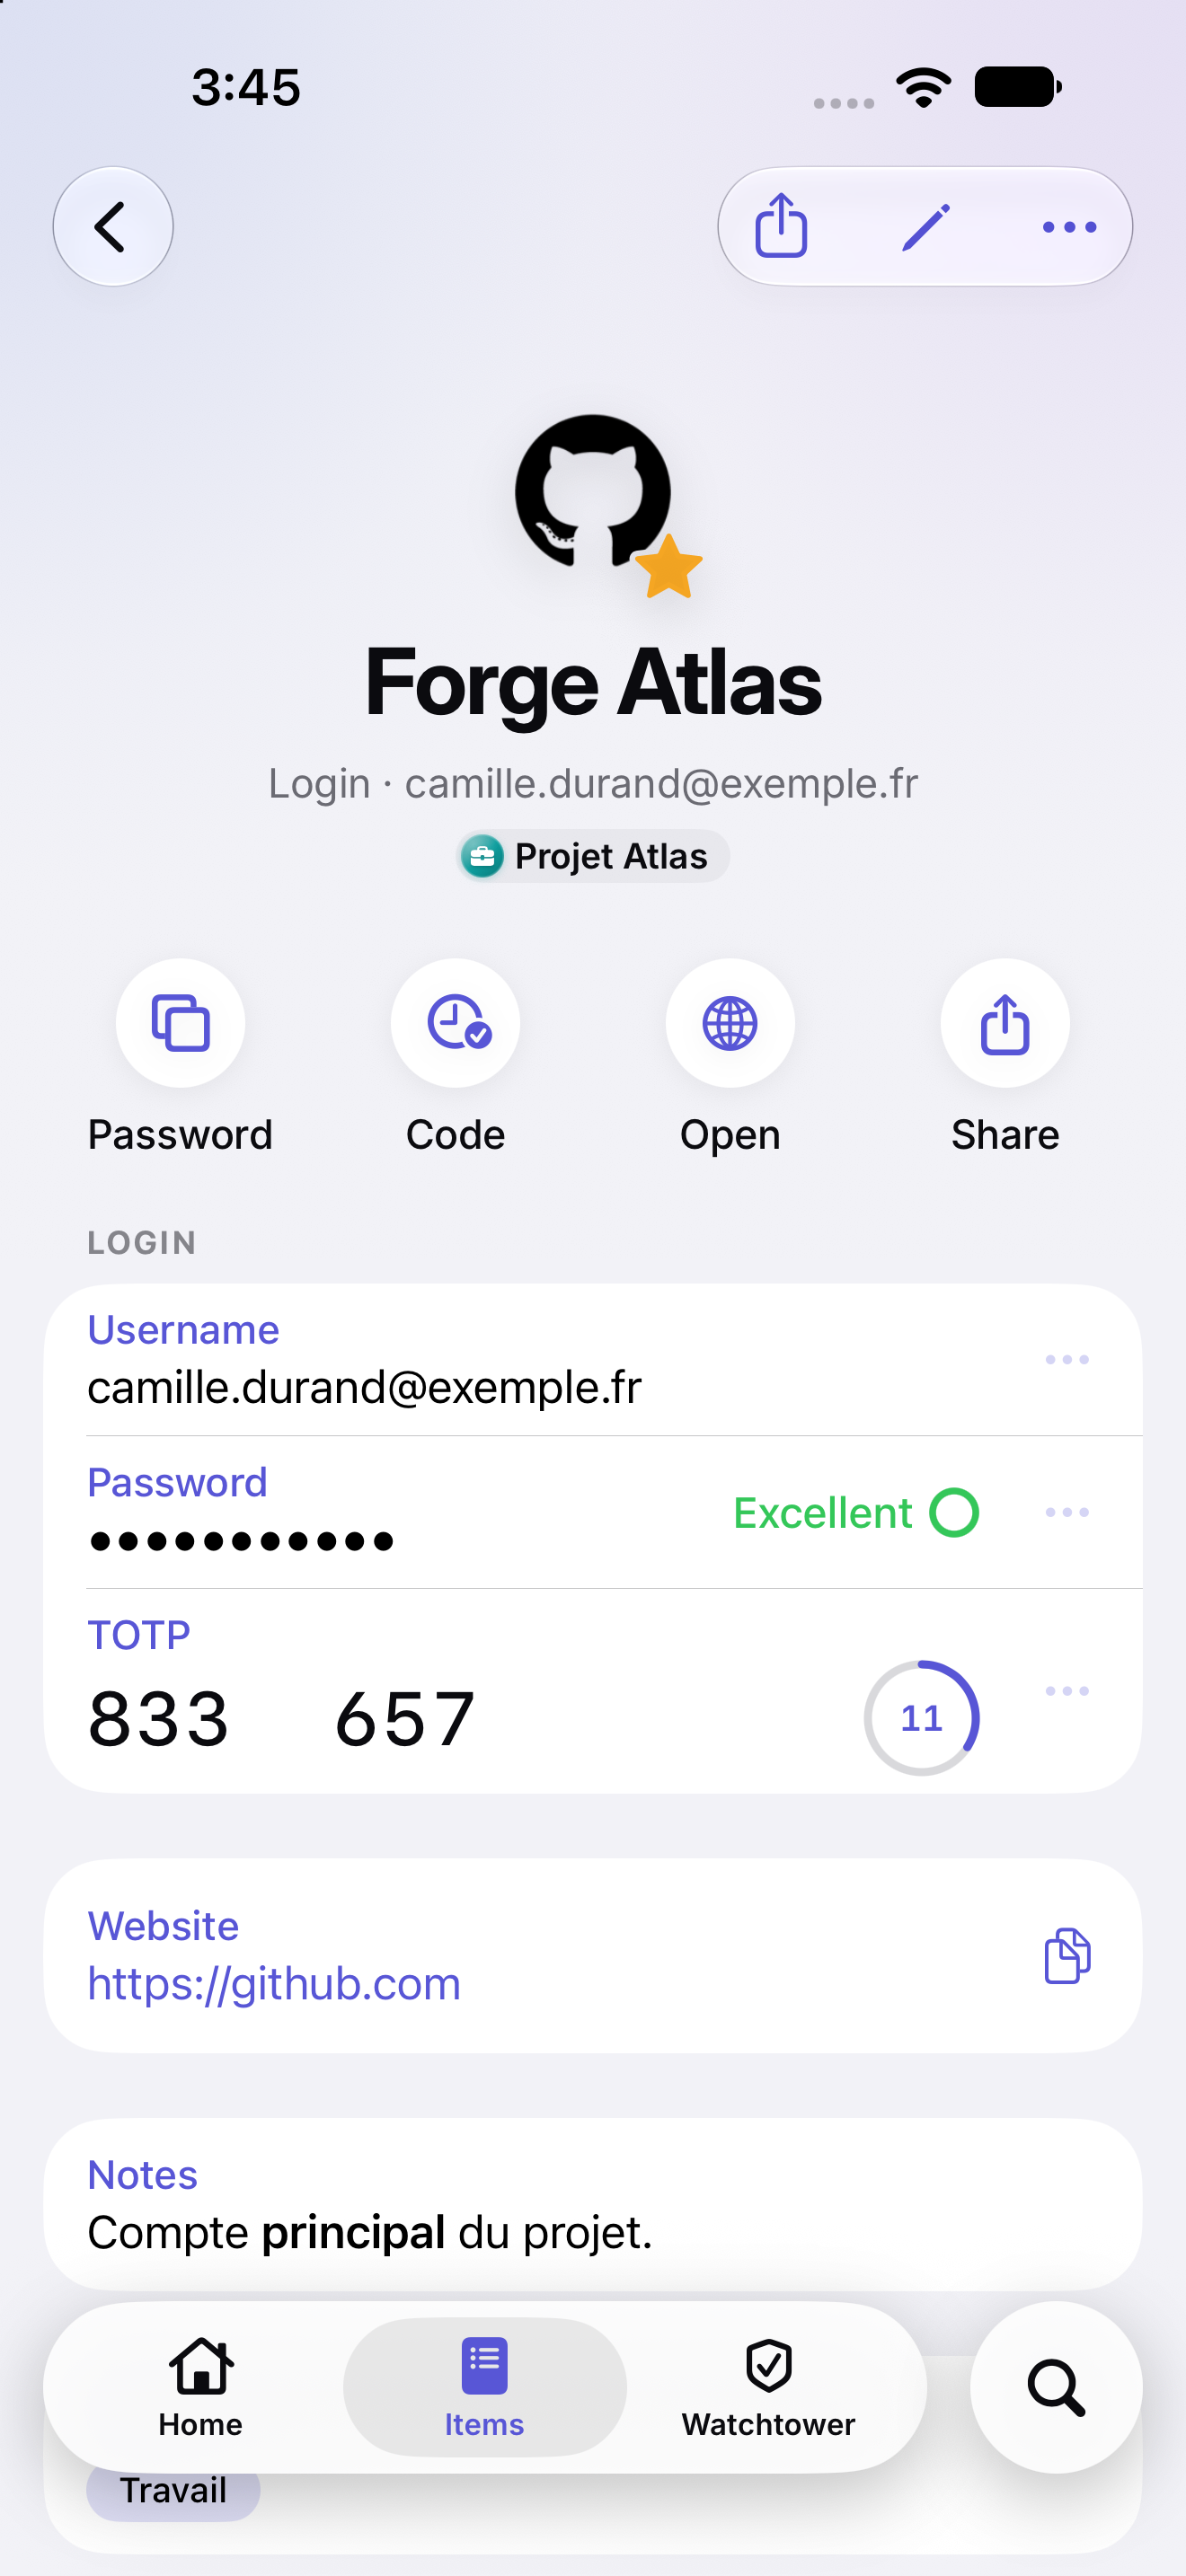 3:45
Forge Atlas
Login · camille.durand@exemple.fr
Projet Atlas
Password Code Open Share
LOGIN
Username
camille.durand@exemple.fr
Password
Excellent
•••••••••••
TOTP
833 657
11
Website
https://github.com
Notes
Compte principal du projet.
Home Items Watchtower
Travail